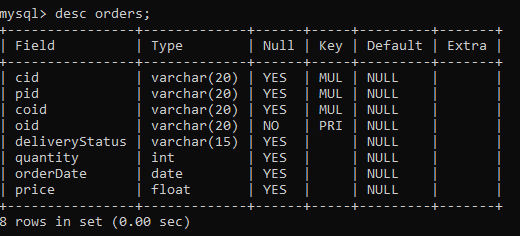 mysql> desc orders;
+----------------+-------------+------+-----+---------+-------+
| Field          | Type        | Null | Key | Default | Extra |
+----------------+-------------+------+-----+---------+-------+
| cid            | varchar(20) | YES  | MUL | NULL    |       |
| pid            | varchar(20) | YES  | MUL | NULL    |       |
| coid           | varchar(20) | YES  | MUL | NULL    |       |
| oid            | varchar(20) | NO   | PRI | NULL    |       |
| deliveryStatus | varchar(15) | YES  |     | NULL    |       |
| quantity       | int         | YES  |     | NULL    |       |
| orderDate      | date        | YES  |     | NULL    |       |
| price          | float       | YES  |     | NULL    |       |
+----------------+-------------+------+-----+---------+-------+
8 rows in set (0.00 sec)